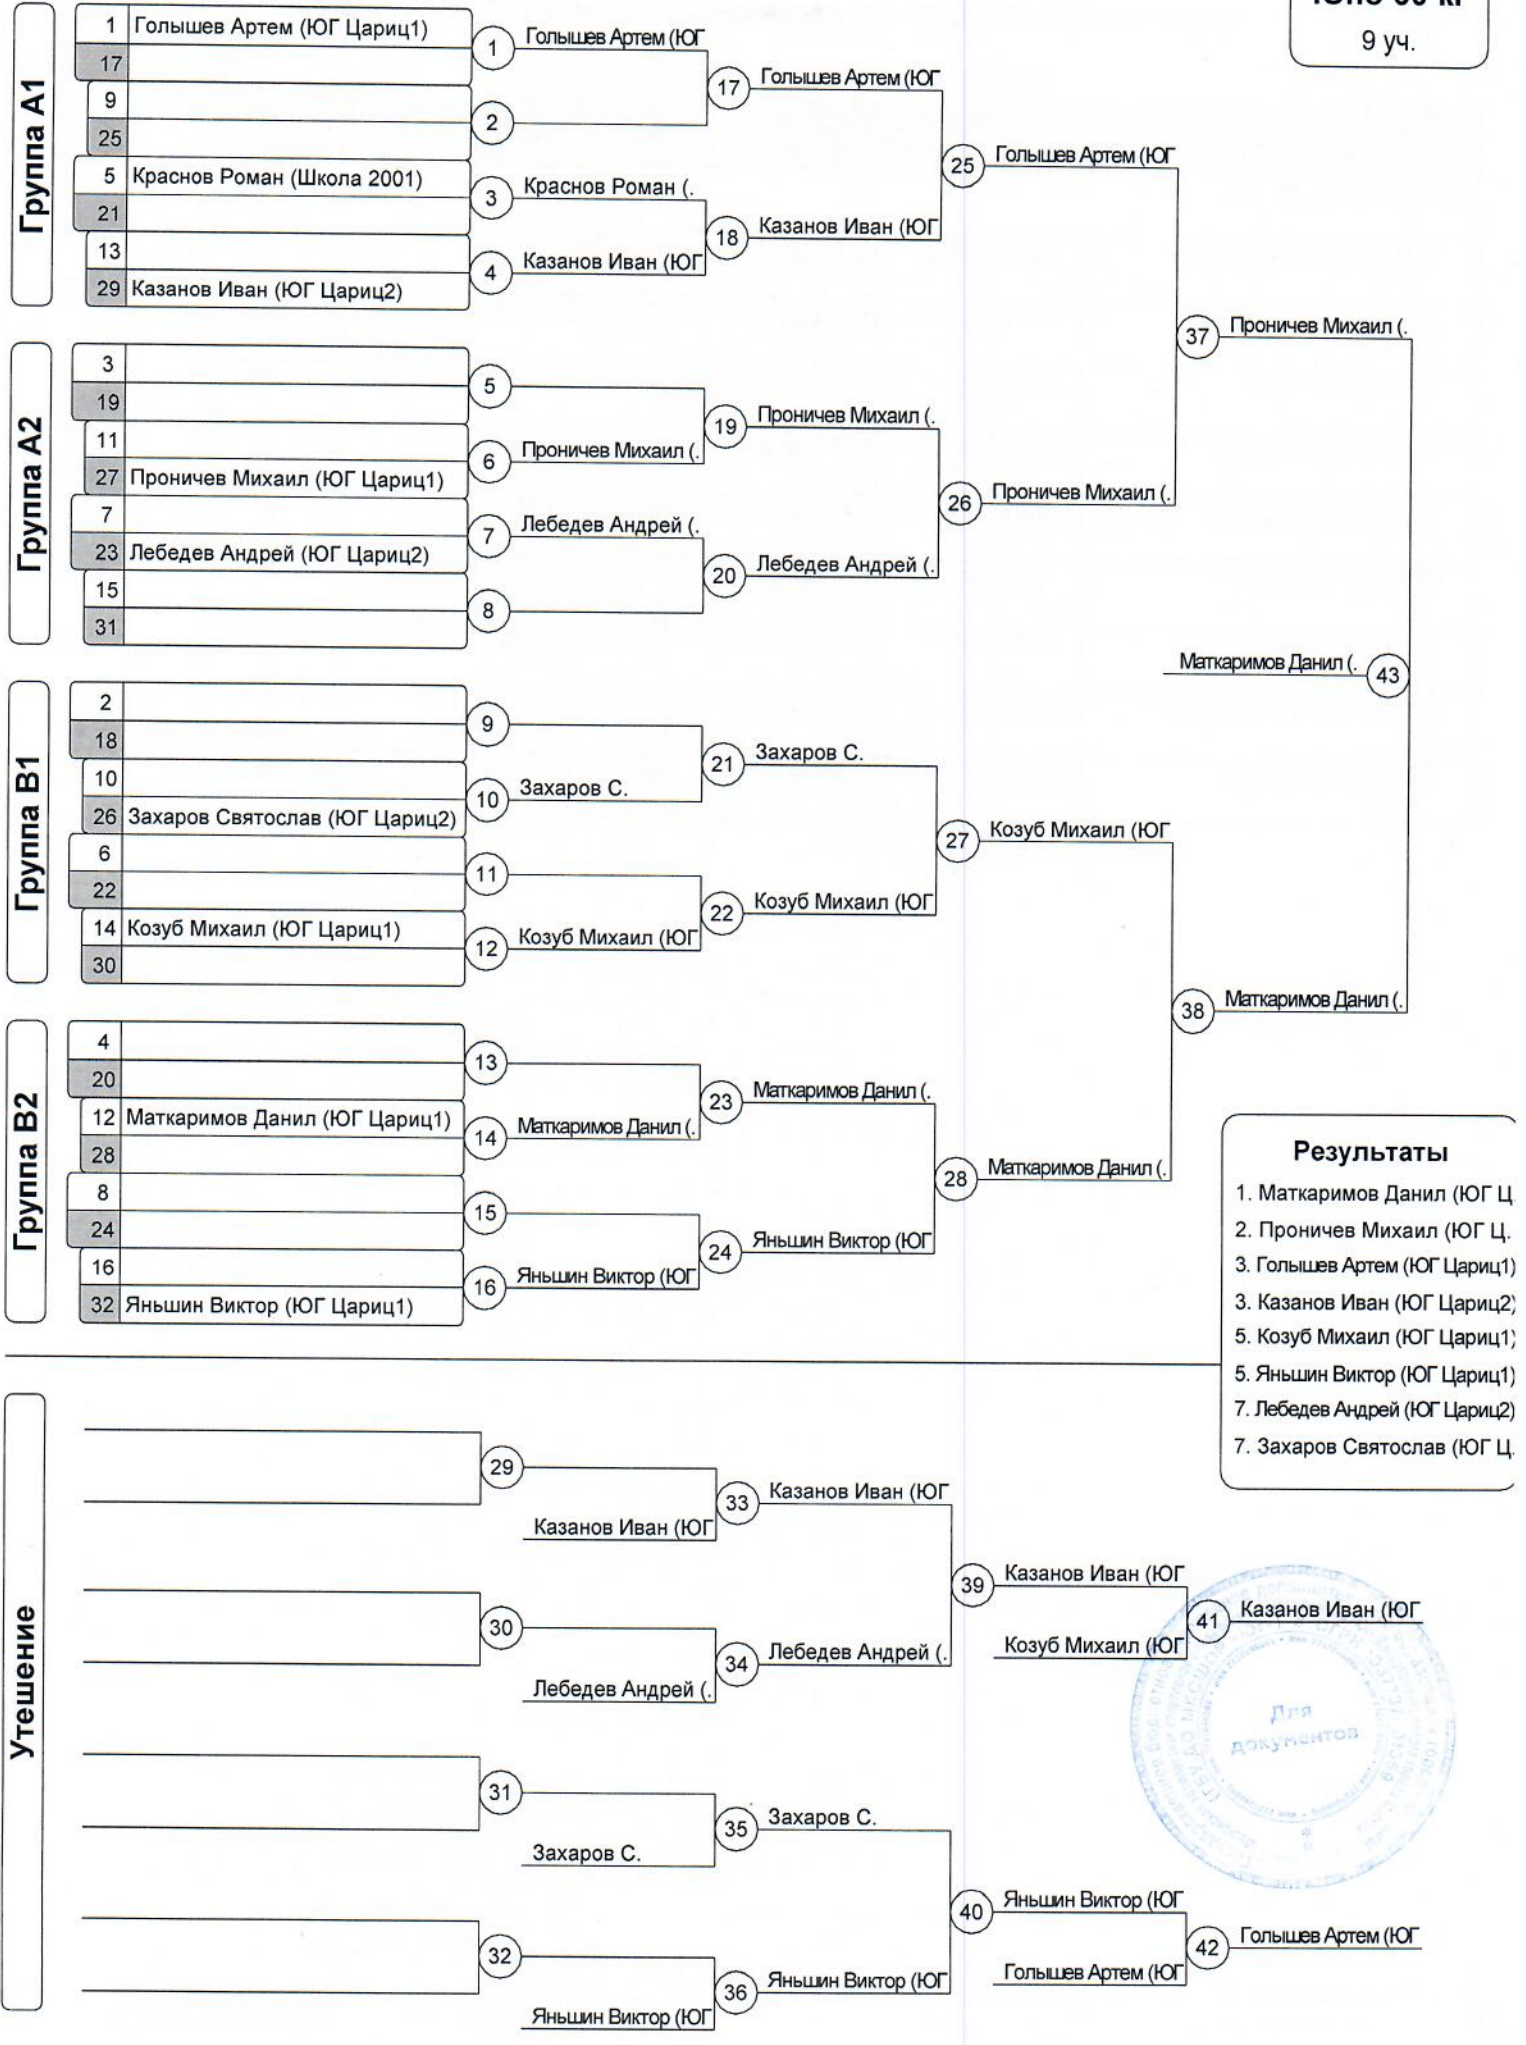 9 уч.
Группа А1
1 Голышев Артем (ЮГ Цариц1)
17
9
25
5 Краснов Роман (Школа 2001)
21
13
29 Казанов Иван (ЮГ Цариц2)
1 Голышев Артем (ЮГ
2
3 Краснов Роман (.
4 Казанов Иван (ЮГ
17 Голышев Артем (ЮГ
18 Казанов Иван (ЮГ
25 Голышев Артем (ЮГ
Группа А2
3
19
11
27 Проничев Михаил (ЮГ Цариц1)
7
23 Лебедев Андрей (ЮГ Цариц2)
15
31
5
6 Проничев Михаил (.
7 Лебедев Андрей (.
8
19 Проничев Михаил (.
20 Лебедев Андрей (.
26 Проничев Михаил (.
37 Проничев Михаил (.
Маткаримов Данил (. 43
Группа В1
2
18
10
26 Захаров Святослав (ЮГ Цариц2)
6
22
14 Козуб Михаил (ЮГ Цариц1)
30
9
10 Захаров С.
11
12 Козуб Михаил (ЮГ
21 Захаров С.
22 Козуб Михаил (ЮГ
27 Козуб Михаил (ЮГ
Группа В2
4
20
12 Маткаримов Данил (ЮГ Цариц1)
28
8
24
16
32 Яньшин Виктор (ЮГ Цариц1)
13
14 Маткаримов Данил (.
15
16 Яньшин Виктор (ЮГ
23 Маткаримов Данил (.
24 Яньшин Виктор (ЮГ
28 Маткаримов Данил (.
38 Маткаримов Данил (.
Результаты
1. Маткаримов Данил (ЮГ Ц.
2. Проничев Михаил (ЮГ Ц.
3. Голышев Артем (ЮГ Цариц1)
3. Казанов Иван (ЮГ Цариц2)
5. Козуб Михаил (ЮГ Цариц1)
5. Яньшин Виктор (ЮГ Цариц1)
7. Лебедев Андрей (ЮГ Цариц2)
7. Захаров Святослав (ЮГ Ц.
Утешение
29
Казанов Иван (ЮГ
30
Лебедев Андрей (.
31
Захаров С.
32
Яньшин Виктор (ЮГ
33 Казанов Иван (ЮГ
34 Лебедев Андрей (.
35 Захаров С.
36 Яньшин Виктор (ЮГ
39 Казанов Иван (ЮГ
Козуб Михаил (ЮГ
41 Казанов Иван (ЮГ
40 Яньшин Виктор (ЮГ
Голышев Артем (ЮГ
42 Голышев Артем (ЮГ
Для
документов